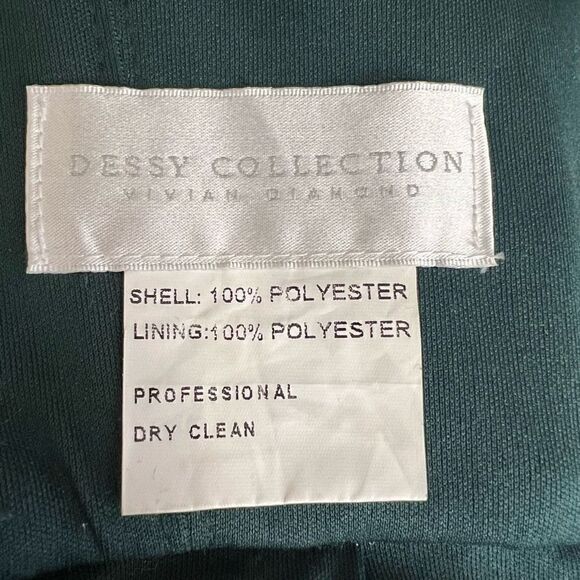 DESSY COLLECTION
VIVIAN DIAMOND
SHELL: 100% POLYESTER
LINING:100% POLYESTER
PROFESSIONAL
DRY CLEAN